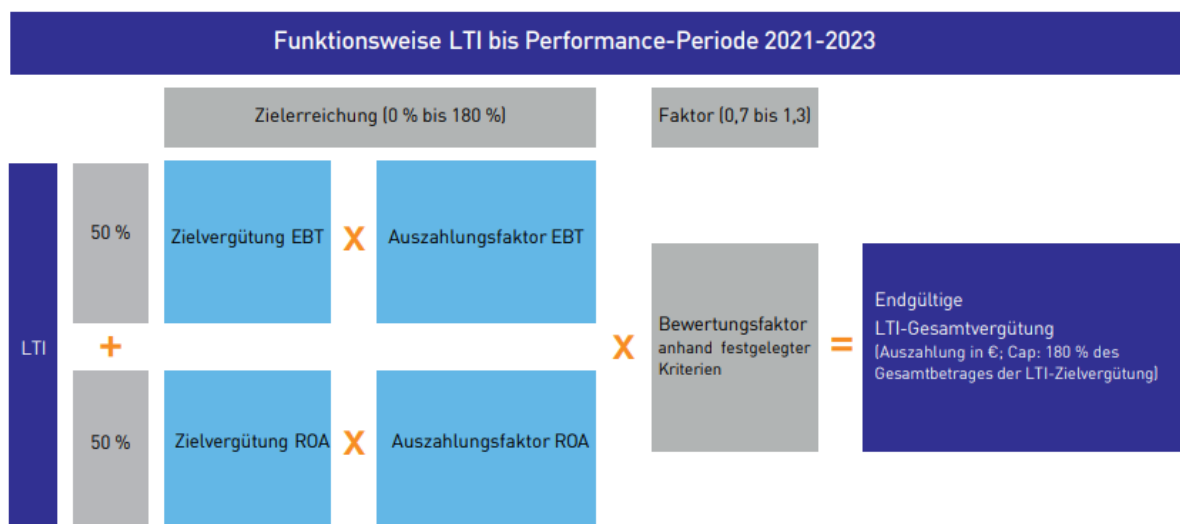 Funktionsweise LTI bis Performance-Periode 2021-2023
Zielerreichung (0 % bis 180 %)
Faktor (0,7 bis 1,3)
LTI
50 %
Zielvergütung EBT
X
Auszahlungsfaktor EBT
+
50 %
Zielvergütung ROA
X
Auszahlungsfaktor ROA
X
Bewertungsfaktor
anhand festgelegter
Kriterien
=
Endgültige
LTI-Gesamtvergütung
(Auszahlung in €; Cap: 180 % des
Gesamtbetrages der LTI-Zielvergütung)